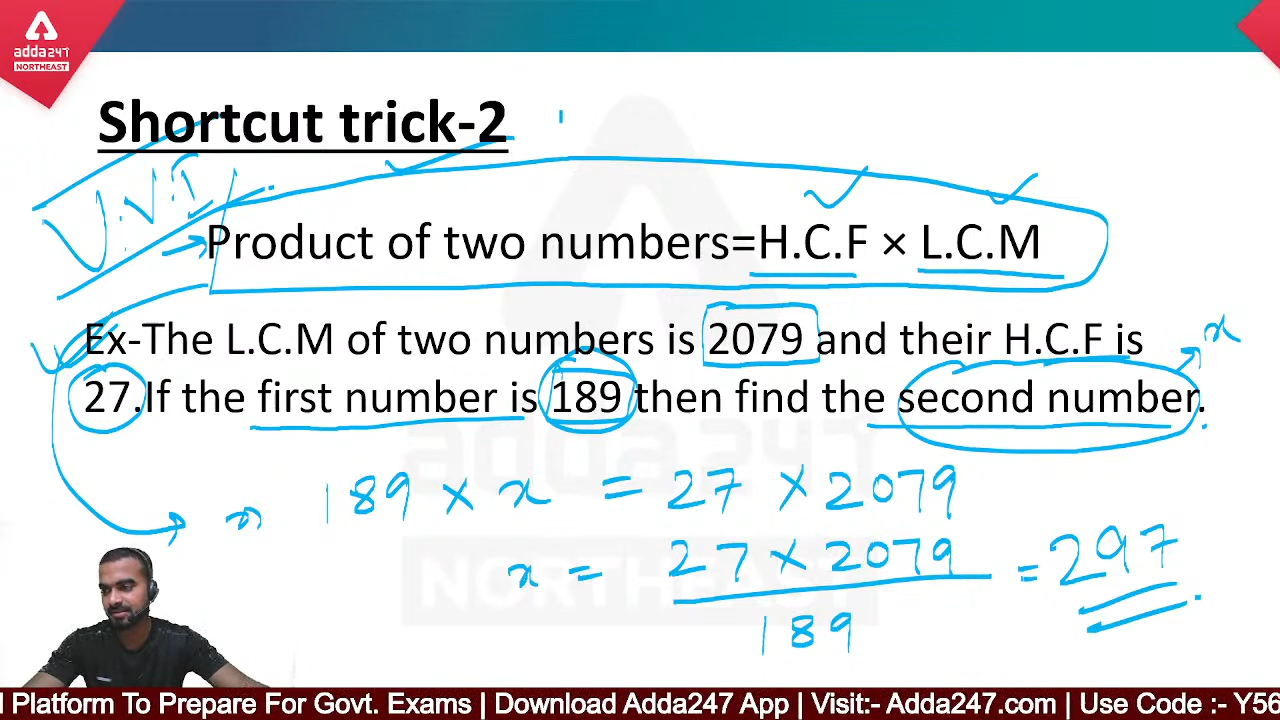 adda247
NORTHEAST
Shortcut trick-2
V.V.I
Product of two numbers=H.C.F × L.C.M
Ex-The L.C.M of two numbers is 2079 and their H.C.F is
x
27.If the first number is 189 then find the second number.
189 × x = 27 × 2079
x = 27 × 2079 = 297
189
adda247
NORTHEAST
l Platform To Prepare For Govt. Exams | Download Adda247 App | Visit:- Adda247.com | Use Code :- Y56